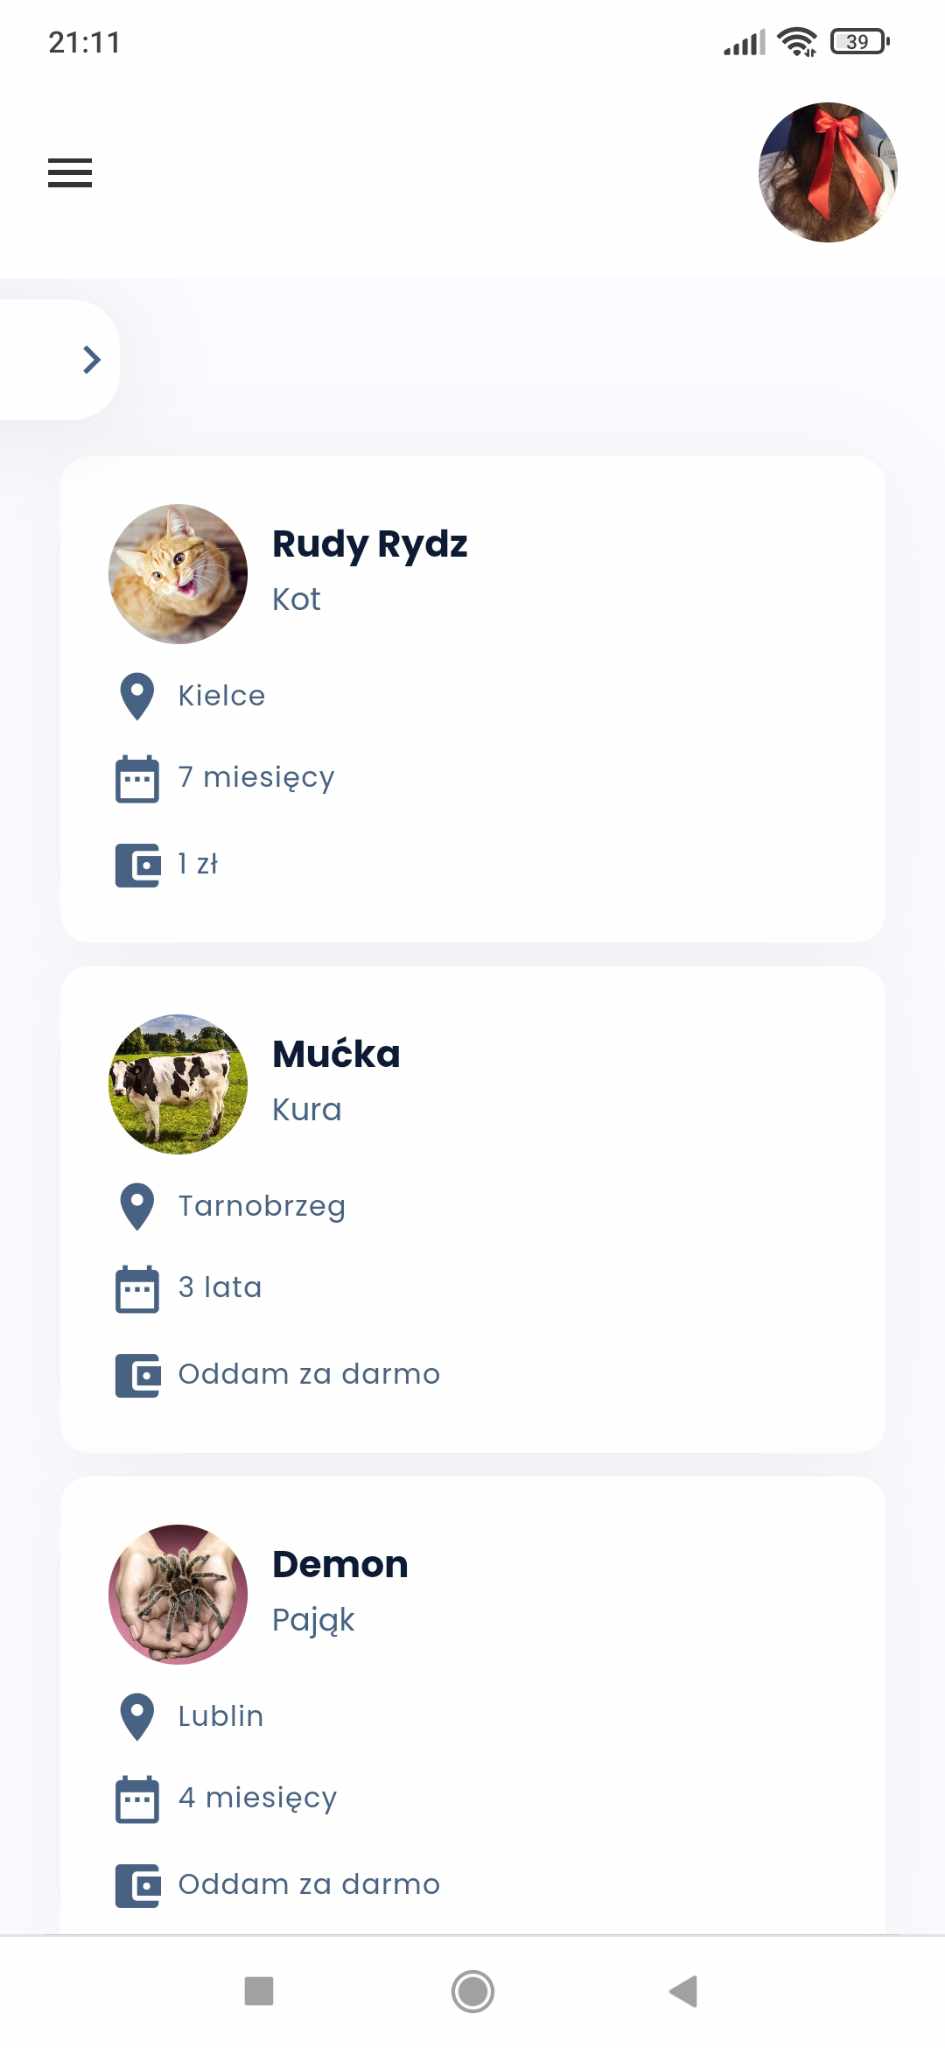 21:11
39
Rudy Rydz
Kot
Kielce
7 miesięcy
1 zł
Mućka
Kura
Tarnobrzeg
3 lata
Oddam za darmo
Demon
Pająk
Lublin
4 miesięcy
Oddam za darmo